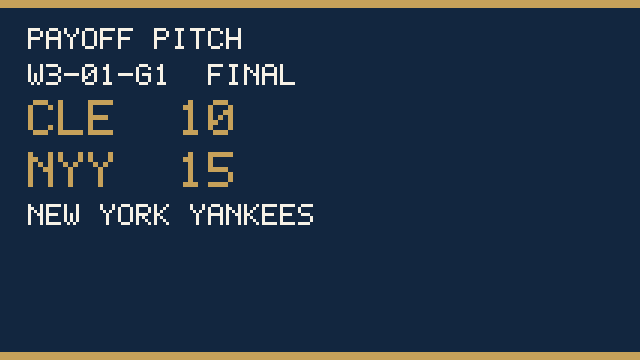 PAYOFF PITCH
W3-01-G1 FINAL
CLE 10
NYY 15
NEW YORK YANKEES